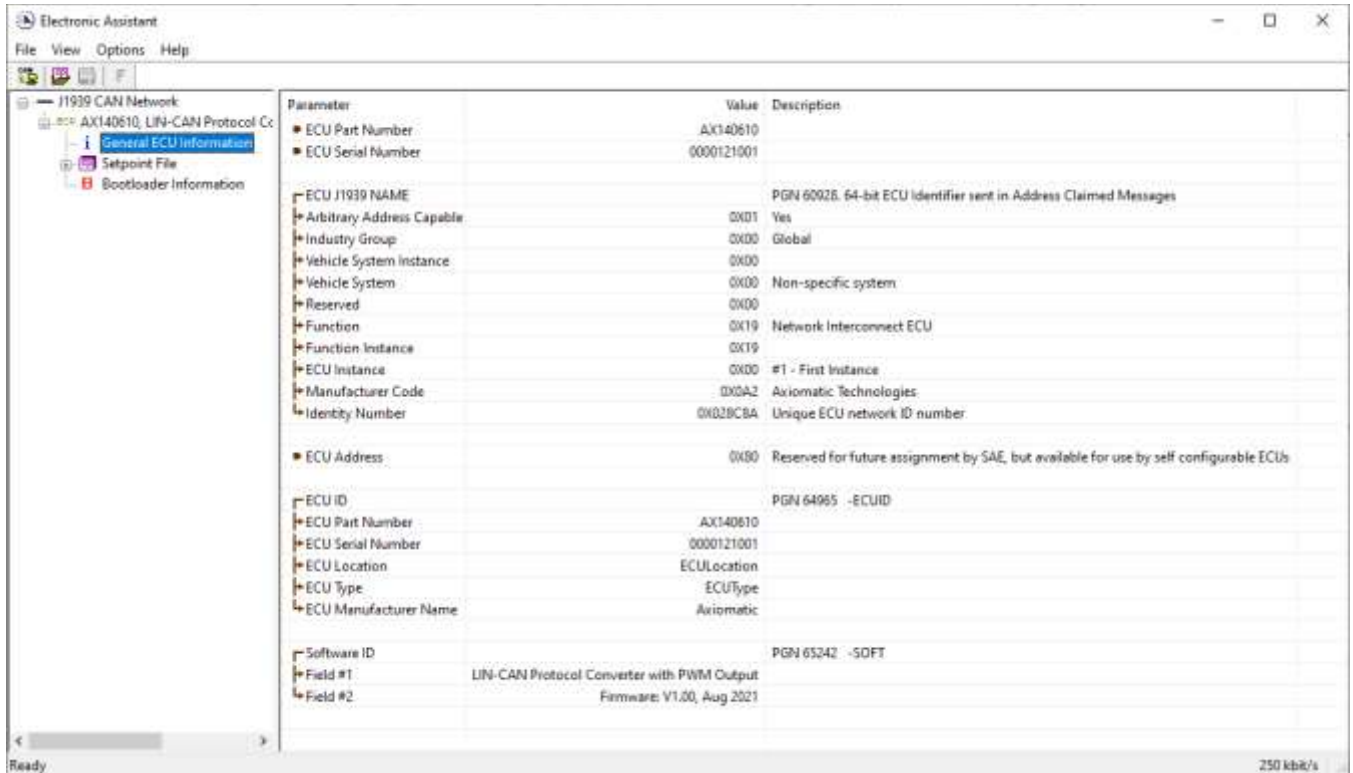 Electronic Assistant
File View Options Help
F
J1939 CAN Network
AX140610, LIN-CAN Protocol Cc
General ECU Information
Setpoint File
Bootloader Information
Parameter Value Description
ECU Part Number AX140610
ECU Serial Number 0000121001
ECU J1939 NAME PGN 60928. 64-bit ECU Identifier sent in Address Claimed Messages
Arbitrary Address Capable 0X01 Yes
Industry Group 0X00 Global
Vehicle System Instance 0X00
Vehicle System 0X00 Non-specific system
Reserved 0X00
Function 0X19 Network Interconnect ECU
Function Instance 0X19
ECU Instance 0X00 #1 - First Instance
Manufacturer Code 0X0A2 Axiomatic Technologies
Identity Number 0X028CBA Unique ECU network ID number
ECU Address 0X80 Reserved for future assignment by SAE, but available for use by self configurable ECUs
ECU ID PGN 64965 -ECUID
ECU Part Number AX140610
ECU Serial Number 0000121001
ECU Location ECULocation
ECU Type ECUType
ECU Manufacturer Name Axiomatic
Software ID PGN 65242 -SOFT
Field #1 LIN-CAN Protocol Converter with PWM Output
Field #2 Firmware: V1.00, Aug 2021
Ready 250 kbit/s